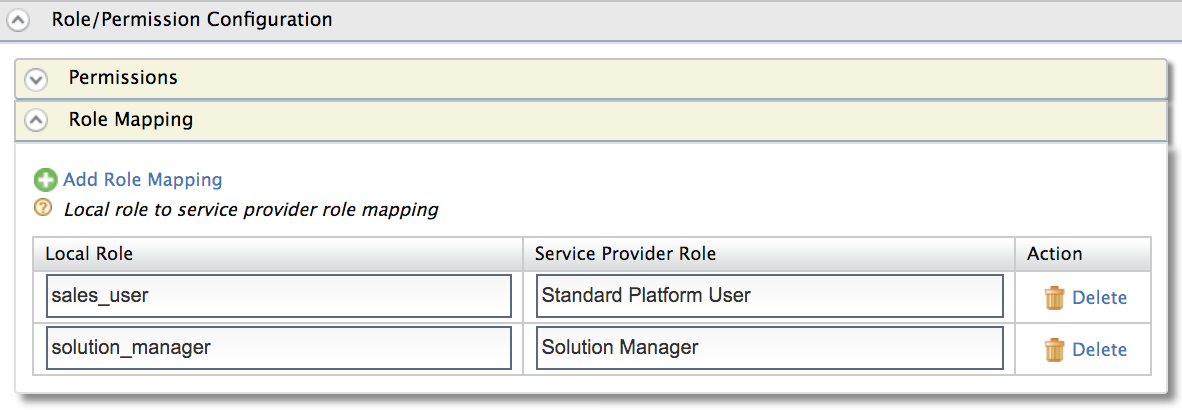 Role/Permission Configuration
Permissions
Role Mapping
Add Role Mapping
? Local role to service provider role mapping
Local Role Service Provider Role Action
sales_user Standard Platform User Delete
solution_manager Solution Manager Delete